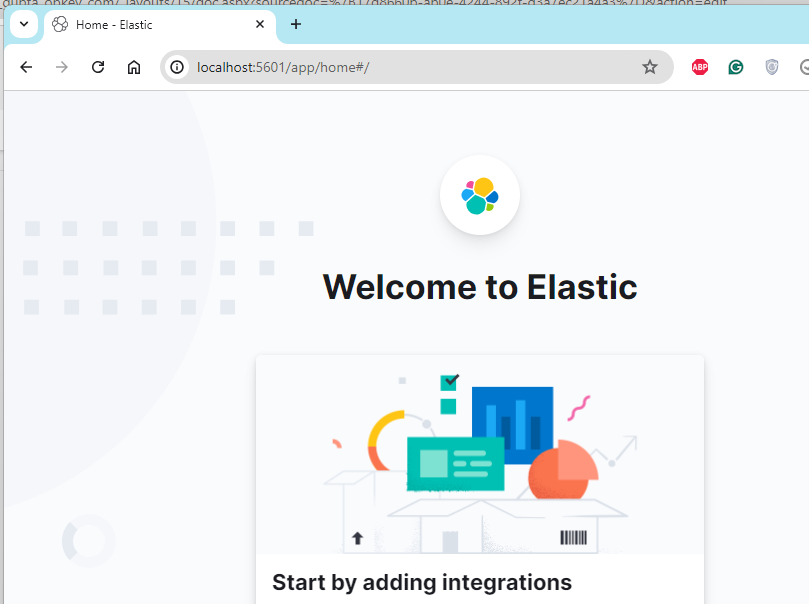 Home - Elastic
localhost:5601/app/home#/
ABP
Welcome to Elastic
Start by adding integrations